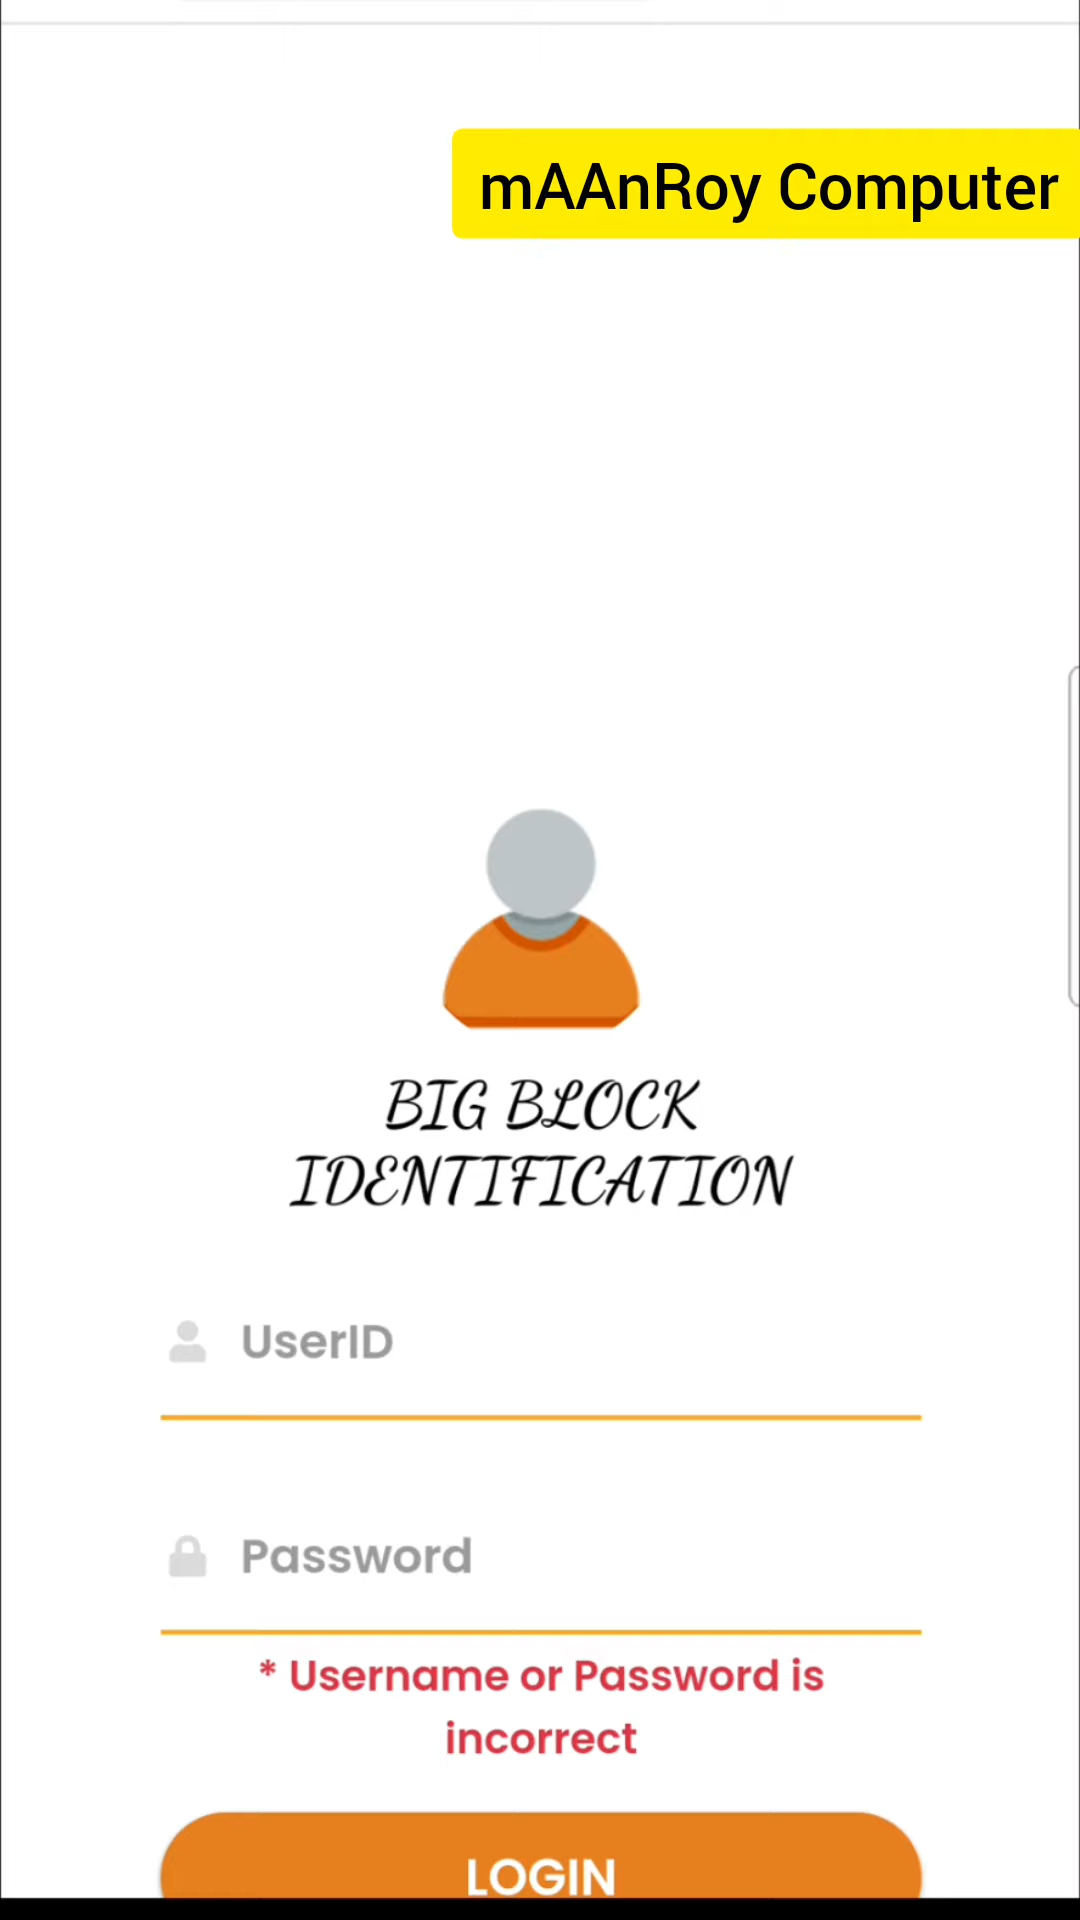 mAAnRoy Computer
BIG BLOCK
IDENTIFICATION
UserID
Password
* Username or Password is
incorrect
LOGIN